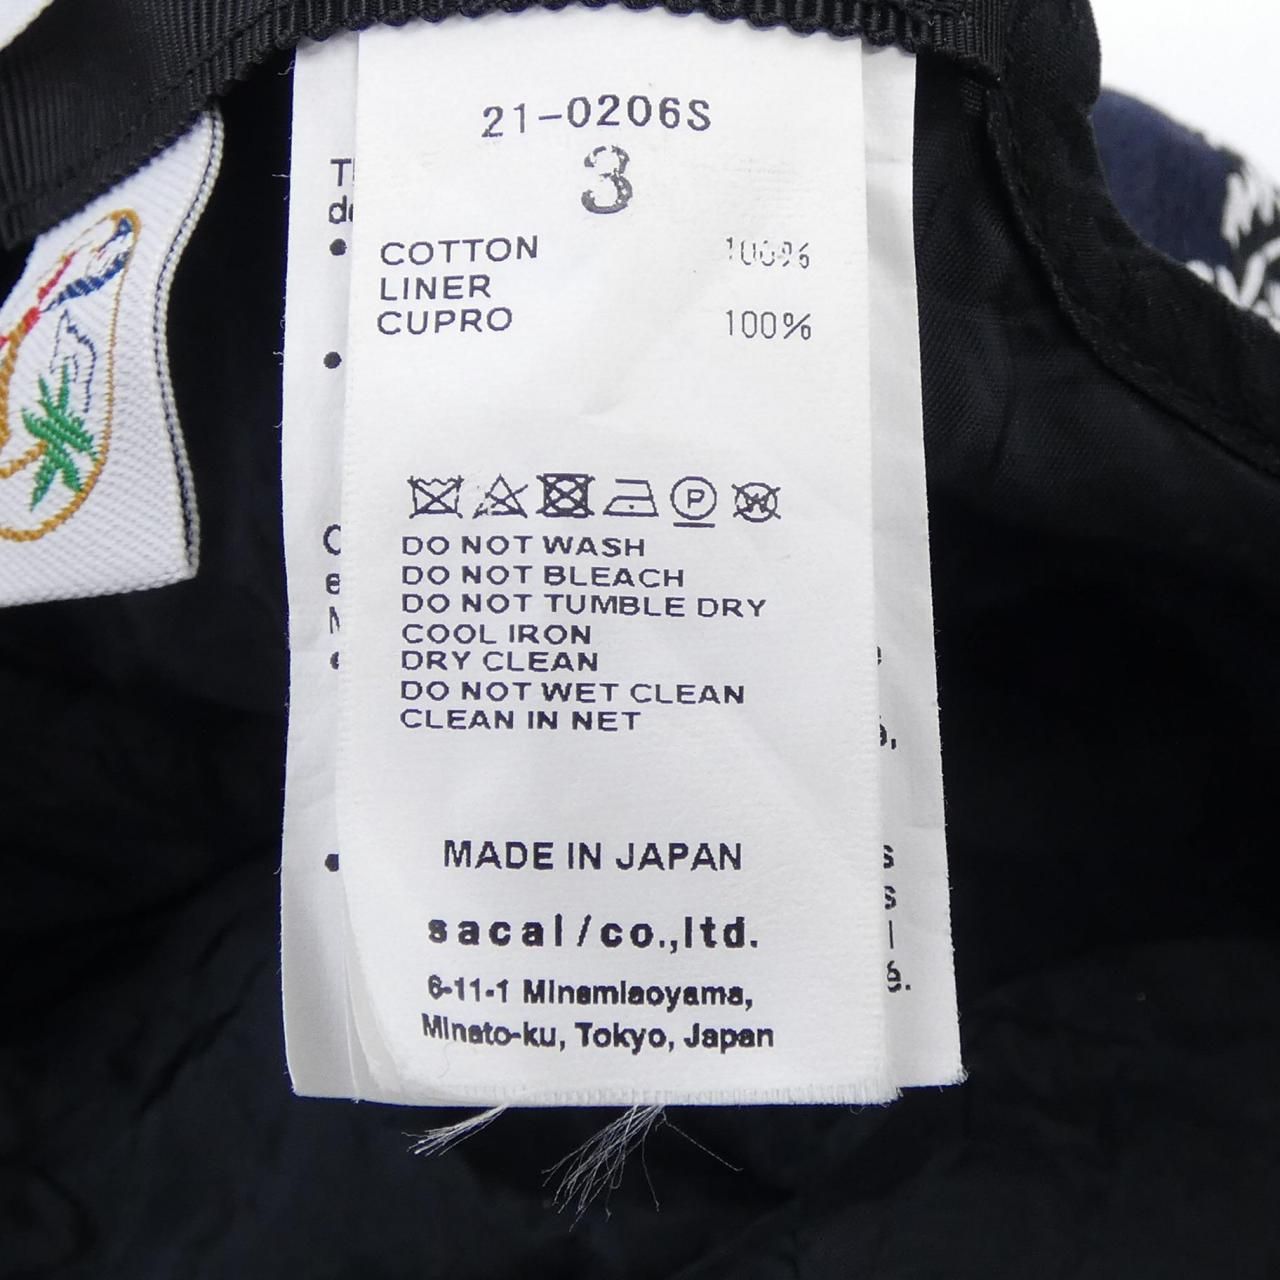 21-0206S
3
COTTON 100%
LINER
CUPRO 100%
P W
DO NOT WASH
DO NOT BLEACH
DO NOT TUMBLE DRY
COOL IRON
DRY CLEAN
DO NOT WET CLEAN
CLEAN IN NET
MADE IN JAPAN
sacai/co.,ltd.
6-11-1 Minamiaoyama,
Minato-ku, Tokyo, Japan